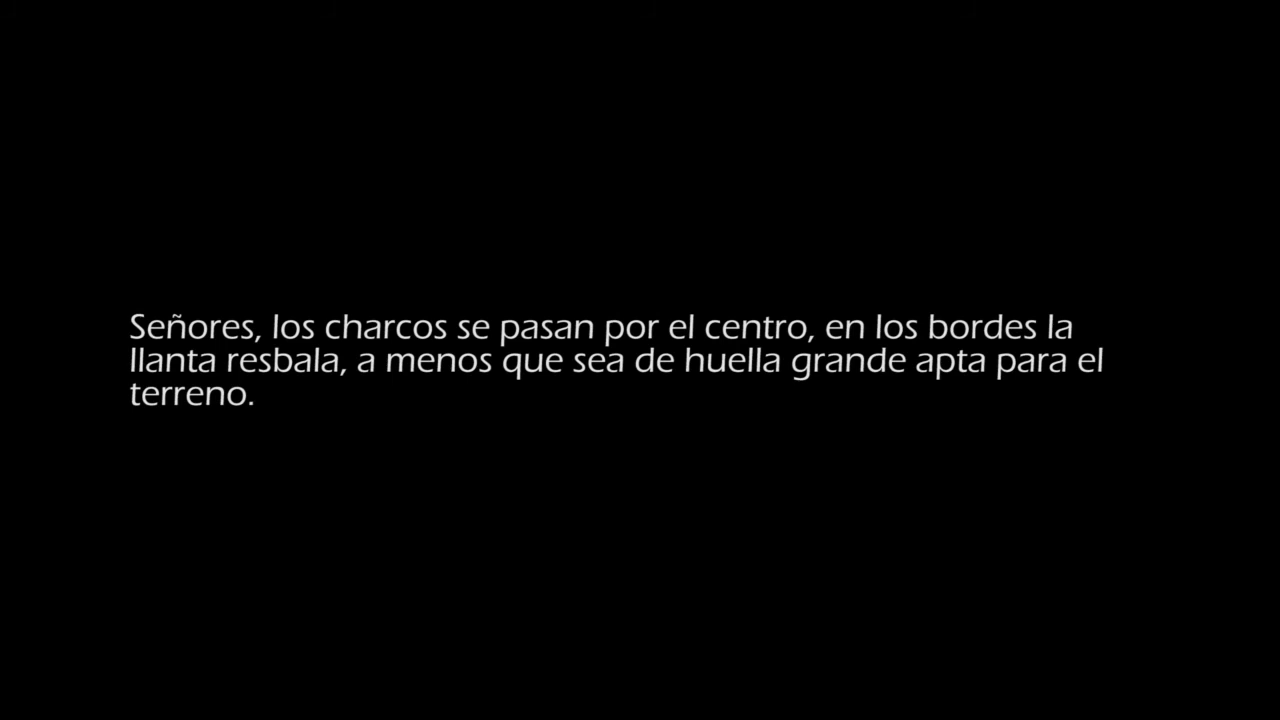 Señores, los charcos se pasan por el centro, en los bordes la
llanta resbala, a menos que sea de huella grande apta para el
terreno.